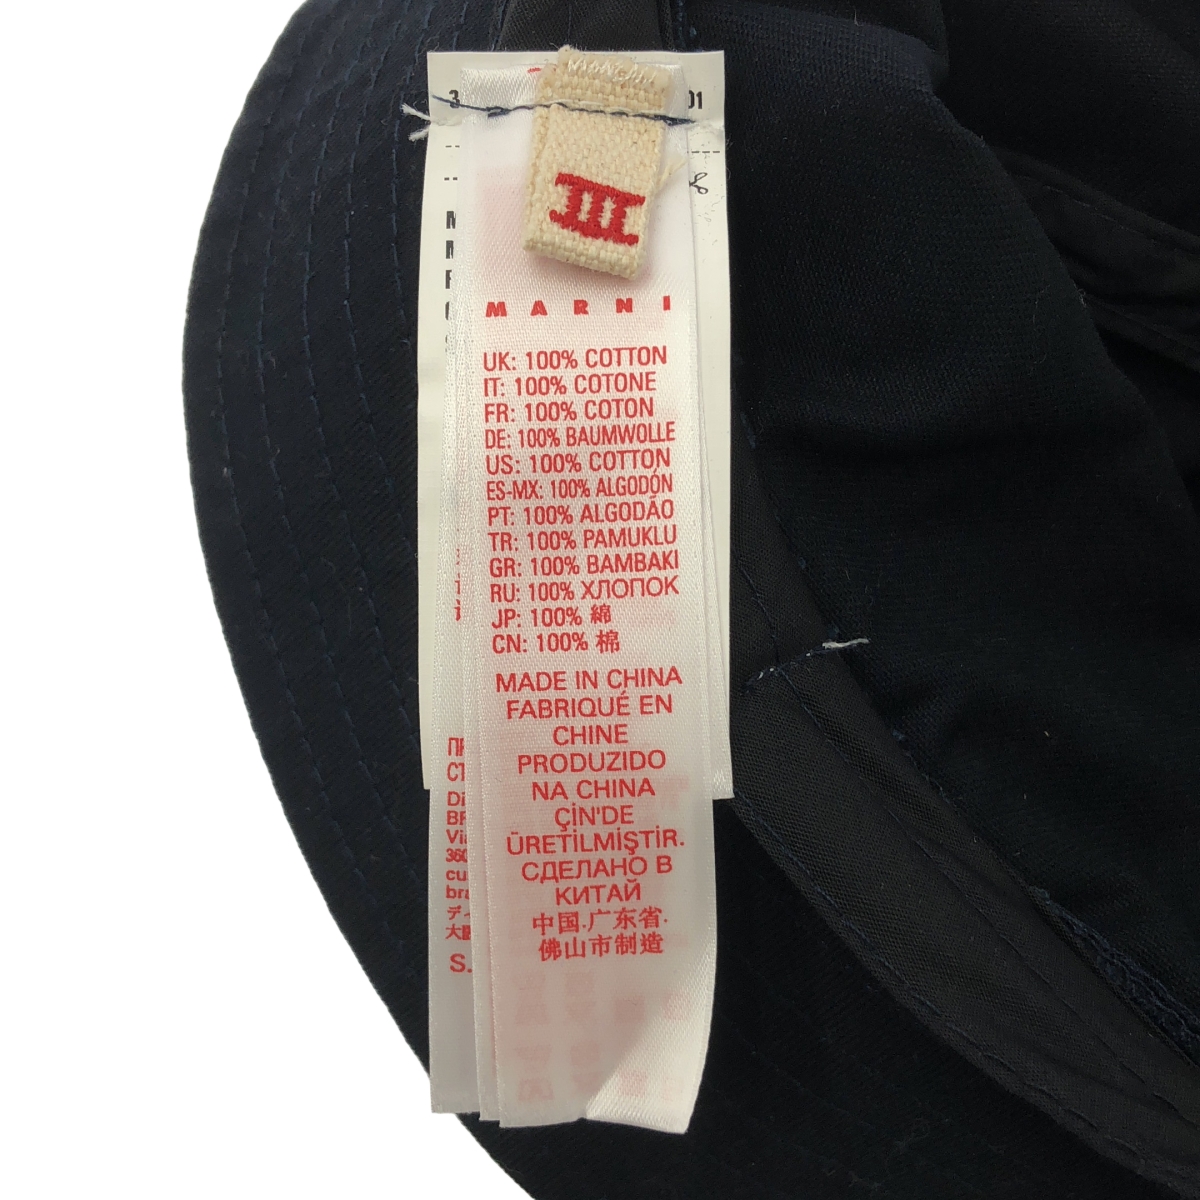 III
MARNI
UK: 100% COTTON
IT: 100% COTONE
FR: 100% COTON
DE: 100% BAUMWOLLE
US: 100% COTTON
ES-MX: 100% ALGODÓN
PT: 100% ALGODÃO
TR: 100% PAMUKLU
GR: 100% BAMBAKI
RU: 100% ХЛОПОК
JP: 100% 綿
CN: 100% 棉
MADE IN CHINA
FABRIQUÉ EN
CHINE
PRODUZIDO
NA CHINA
ÇİN'DE
ÜRETİLMİŞTİR.
СДЕЛАНО В
КИТАЙ
中国.广东省.
佛山市制造